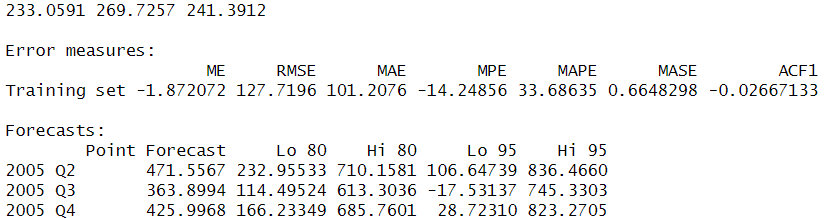 233.0591 269.7257 241.3912
Error measures:
ME RMSE MAE MPE MAPE MASE ACF1
Training set -1.872072 127.7196 101.2076 -14.24856 33.68635 0.6648298 -0.02667133
Forecasts:
Point Forecast Lo 80 Hi 80 Lo 95 Hi 95
2005 Q2 471.5567 232.95533 710.1581 106.64739 836.4660
2005 Q3 363.8994 114.49524 613.3036 -17.53137 745.3303
2005 Q4 425.9968 166.23349 685.7601 28.72310 823.2705